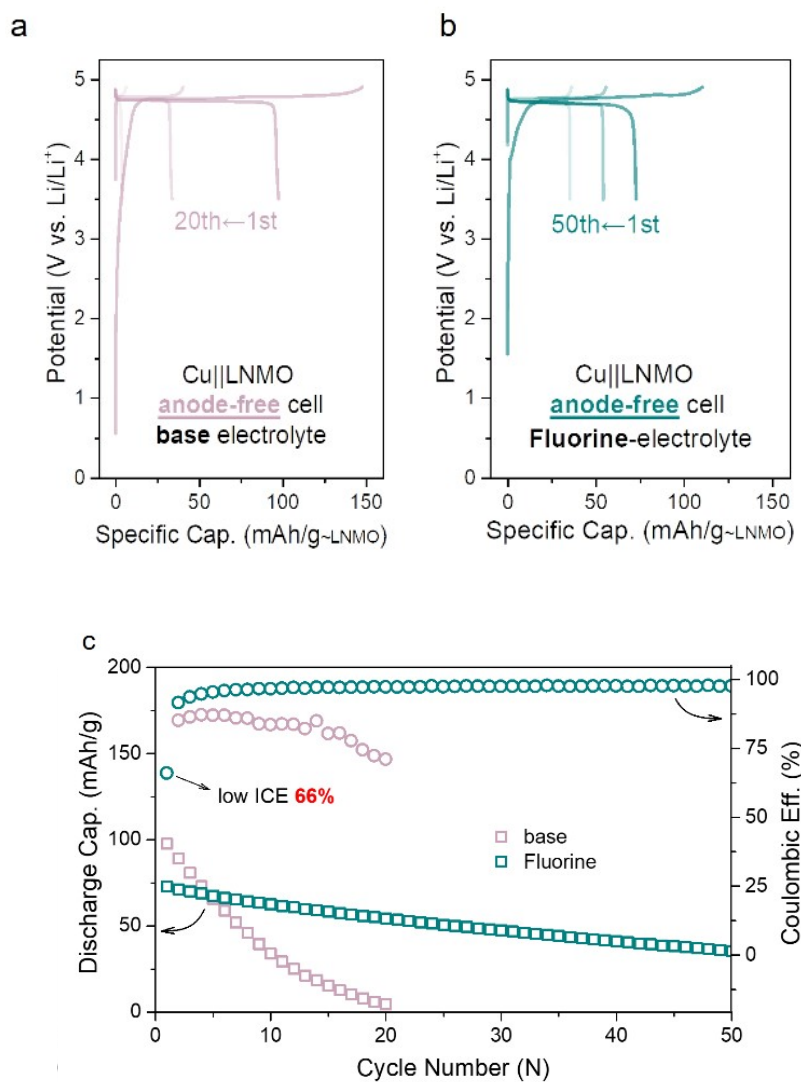 a
5
4
3
2
1
0
Potential (V vs. Li/Li⁺)
20th←1st
Cu||LNMO
anode-free cell
base electrolyte
0 50 100 150
Specific Cap. (mAh/g~LNMO)
b
5
4
3
2
1
0
Potential (V vs. Li/Li⁺)
50th←1st
Cu||LNMO
anode-free cell
Fluorine-electrolyte
0 50 100 150
Specific Cap. (mAh/g~LNMO)
c
200
150
100
50
0
Discharge Cap. (mAh/g)
low ICE 66%
base
Fluorine
100
75
50
25
0
Coulombic Eff. (%)
0 10 20 30 40 50
Cycle Number (N)